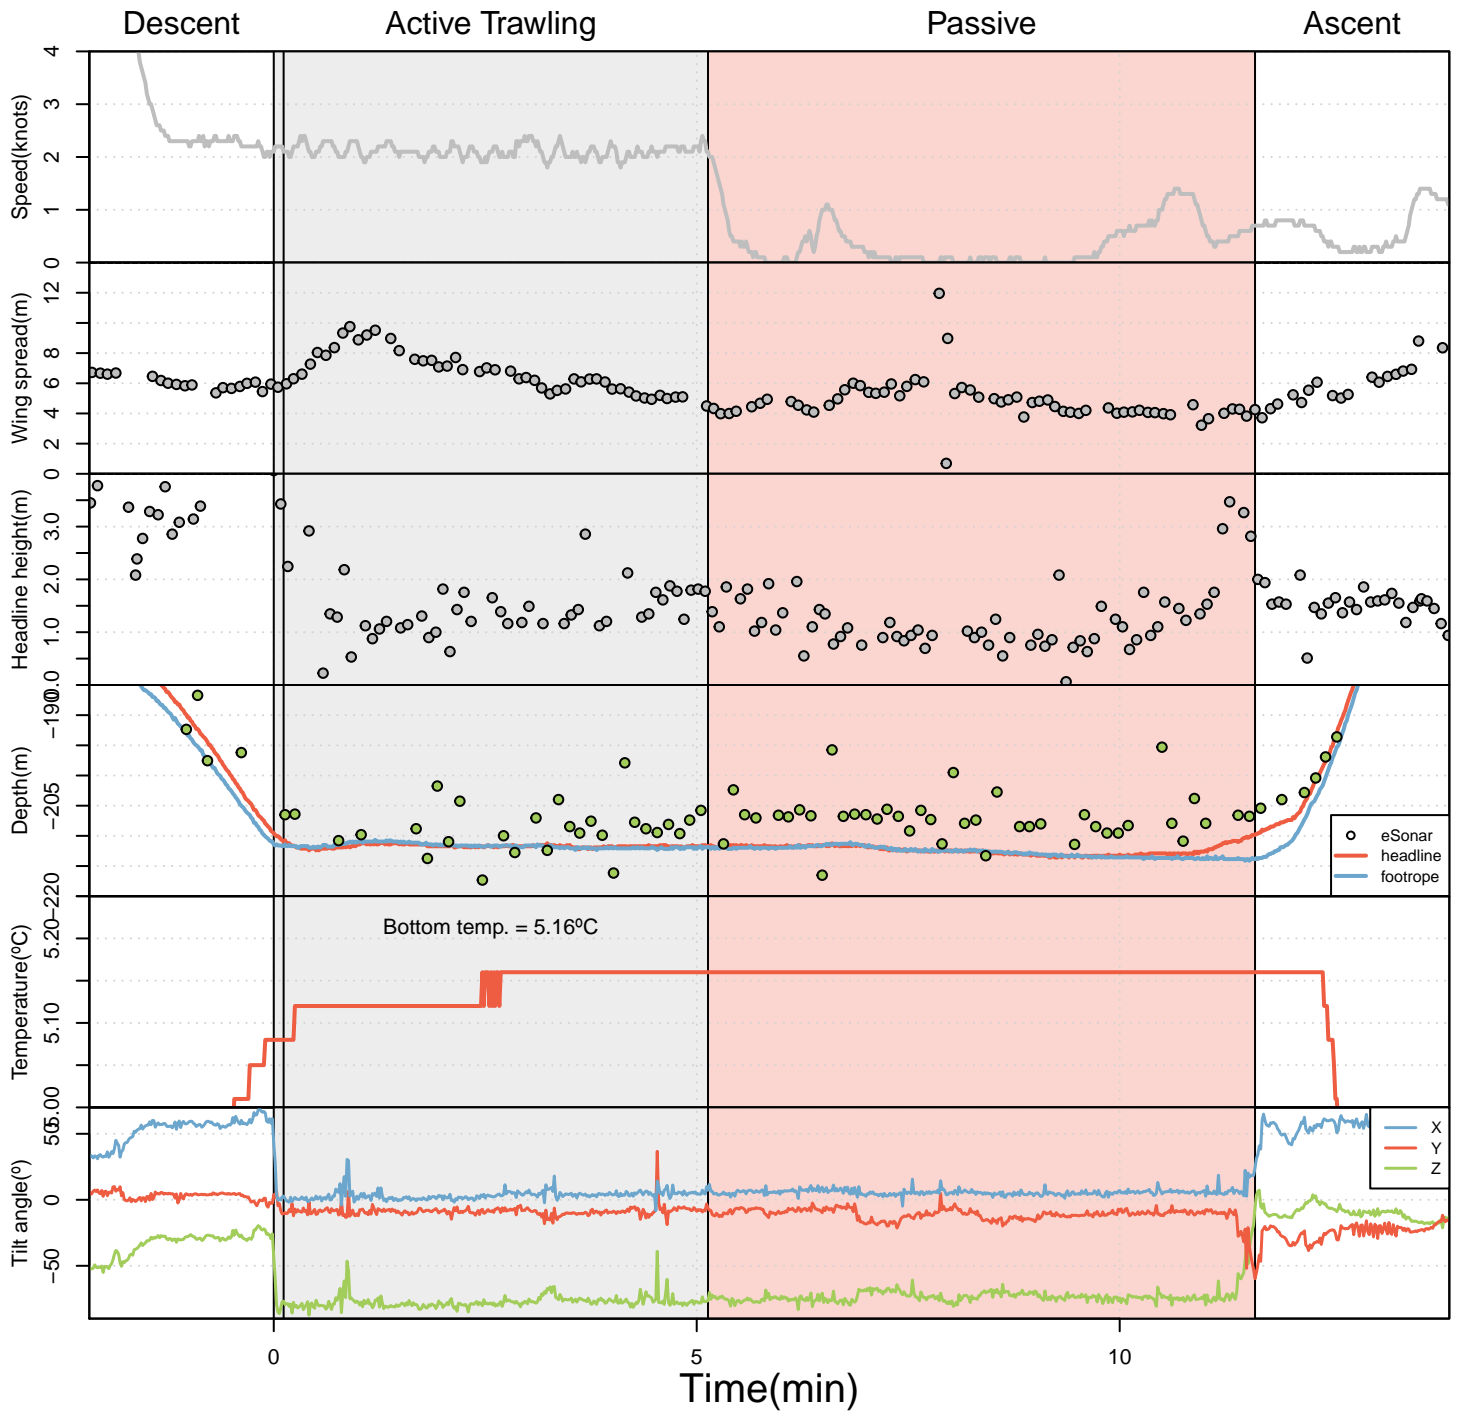 Descent Active Trawling Passive Ascent
Speed(knots)
4
3
2
1
0
Wing spread(m)
12
8
6
4
2
0
Headline height(m)
3.0
2.0
1.0
0.0
Depth(m)
−190
−205
−220
eSonar
headline
footrope
Temperature(ºC)
5.20
5.10
5.00
Bottom temp. = 5.16ºC
Tilt angle(º)
50
0
−50
X
Y
Z
0 5 10
Time(min)